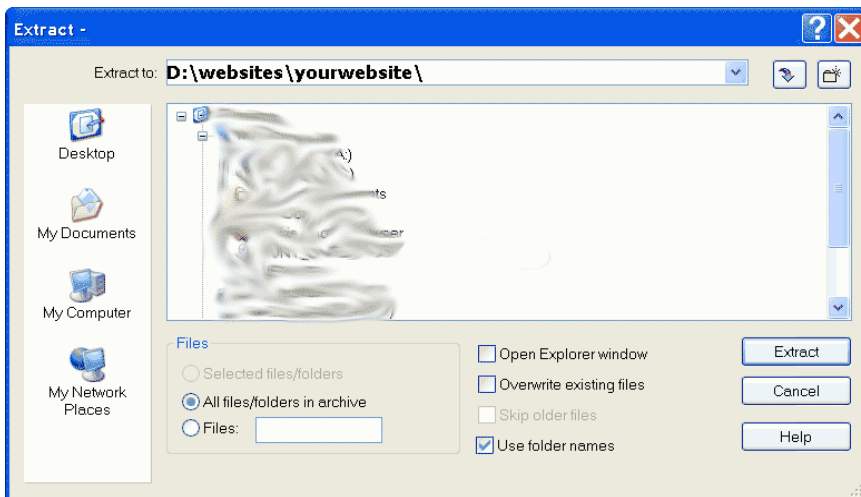 Extract -
Extract to: D:\websites\yourwebsite\
Desktop
My Documents
My Computer
My Network
Places
A:)
)
nts
ser
)
Files
Selected files/folders
All files/folders in archive
Files:
Open Explorer window
Overwrite existing files
Skip older files
Use folder names
Extract
Cancel
Help